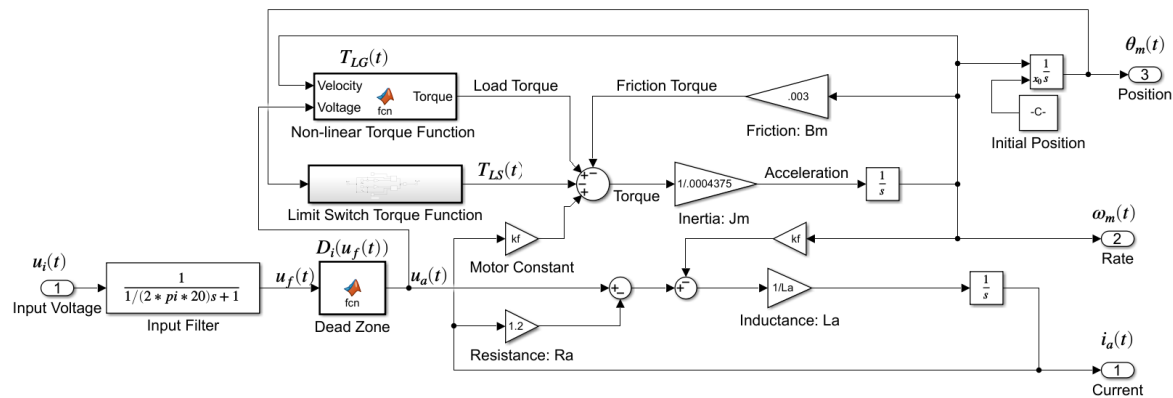 θm(t)
TLG(t)
1
s
x0
3
Velocity
Voltage
fcn
Torque
Load Torque
Friction Torque
.003
Position
Non-linear Torque Function
Friction: Bm
-C-
Initial Position
TLS(t)
Limit Switch Torque Function
+
−
−
+
Torque
1/.0004375
Acceleration
1
s
Inertia: Jm
ωm(t)
kf
Motor Constant
kf
2
Rate
ui(t)
Di(uf(t))
1
Input Voltage
1
1/(2 * pi * 20)s + 1
Input Filter
uf(t)
fcn
Dead Zone
ua(t)
+
−
+
−
1/La
Inductance: La
1
s
1.2
Resistance: Ra
ia(t)
1
Current